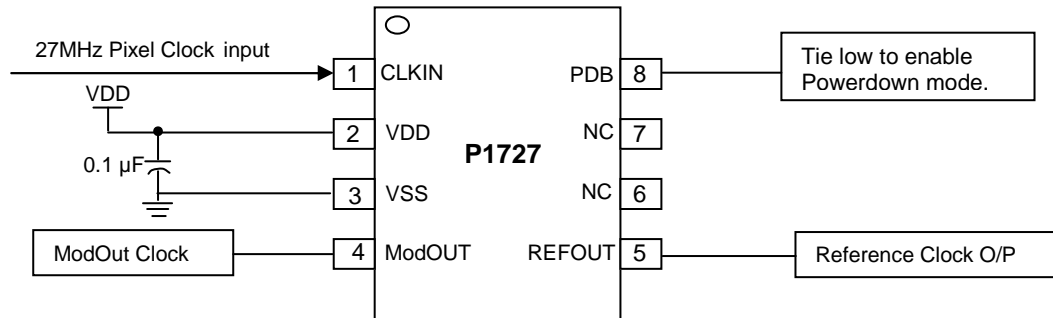 27MHz Pixel Clock input
1 CLKIN
VDD
2 VDD
0.1 µF
3 VSS
ModOut Clock
4 ModOUT
P1727
PDB 8
Tie low to enable
Powerdown mode.
NC 7
NC 6
REFOUT 5
Reference Clock O/P